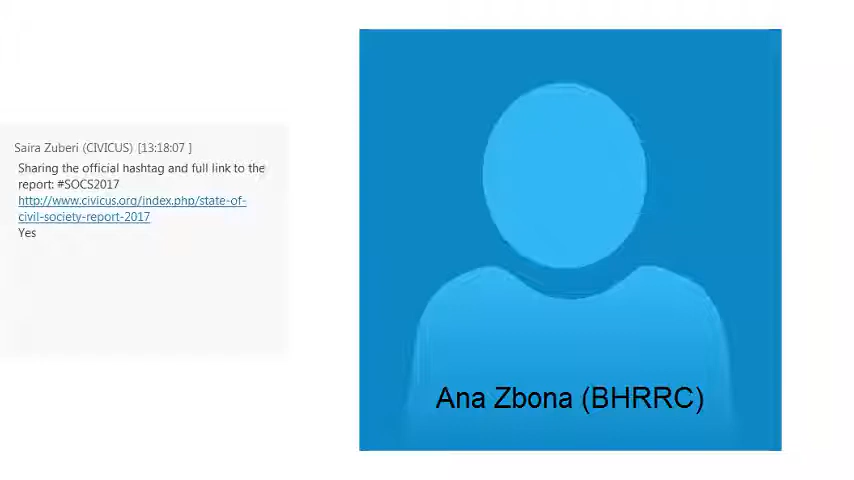 Saira Zuberi (CIVICUS) [13:18:07 ]
Sharing the official hashtag and full link to the
report: #SOCS2017
http://www.civicus.org/index.php/state-of-
civil-society-report-2017
Yes
Ana Zbona (BHRRC)